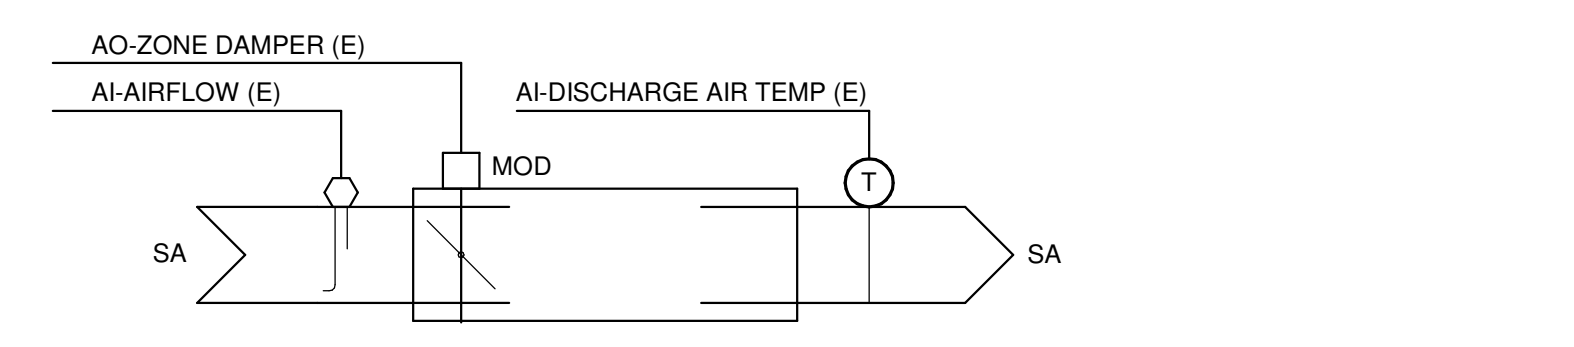 AO-ZONE DAMPER (E)
AI-AIRFLOW (E)
AI-DISCHARGE AIR TEMP (E)
MOD
T
SA
SA